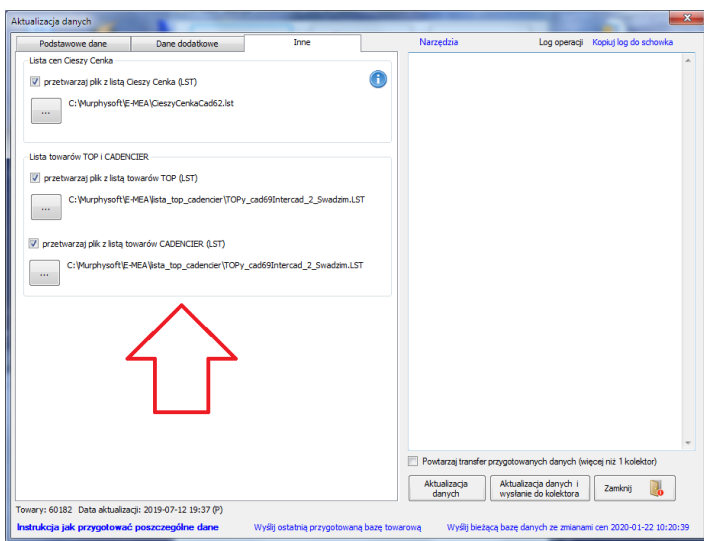 Aktualizacja danych
Podstawowe dane
Dane dodatkowe
Inne
Narzędzia
Log operacji
Kopiuj log do schowka
Lista cen Cieszy Cenka
przetwarzaj plik z listą Cieszy Cenka (LST)
...
C:\Murphysoft\E-MEA\CieszyCenkaCad62.lst
Lista towarów TOP i CADENCIER
przetwarzaj plik z listą towarów TOP (LST)
...
C:\Murphysoft\E-MEA\lista_top_cadencier\TOPy_cad69Intercad_2_Swadzim.LST
przetwarzaj plik z listą towarów CADENCIER (LST)
...
C:\Murphysoft\E-MEA\lista_top_cadencier\TOPy_cad69Intercad_2_Swadzim.LST
Powtarzaj transfer przygotowanych danych (więcej niż 1 kolektor)
Aktualizacja
danych
Aktualizacja danych i
wysłanie do kolektora
Zamknij
Towary: 60182 Data aktualizacji: 2019-07-12 19:37 (P)
Instrukcja jak przygotować poszczególne dane
Wyślij ostatnią przygotowaną bazę towarową
Wyślij bieżącą bazę danych ze zmianami cen 2020-01-22 10:20:39